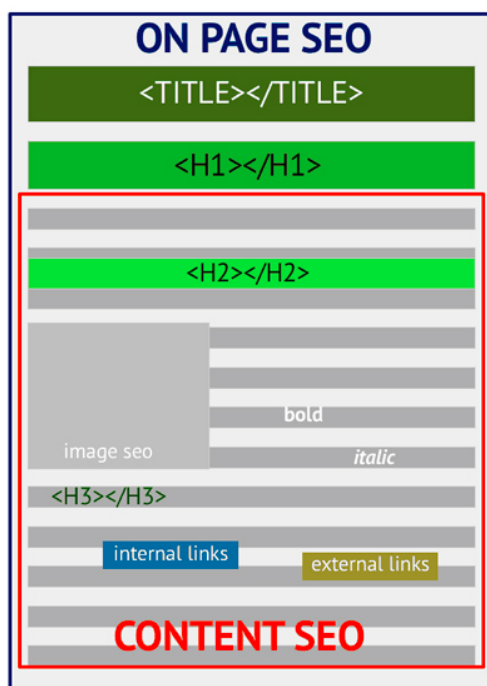 ON PAGE SEO
<TITLE></TITLE>
<H1></H1>
<H2></H2>
bold
image seo
italic
<H3></H3>
internal links
external links
CONTENT SEO